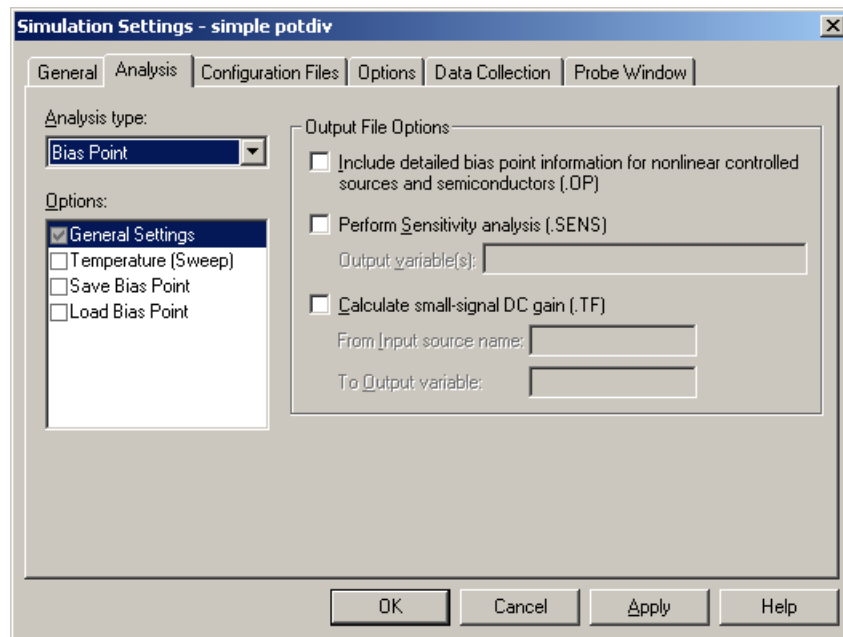 Simulation Settings - simple potdiv
General
Analysis
Configuration Files
Options
Data Collection
Probe Window
Analysis type:
Bias Point
Options:
General Settings
Temperature (Sweep)
Save Bias Point
Load Bias Point
Output File Options
Include detailed bias point information for nonlinear controlled
sources and semiconductors (.OP)
Perform Sensitivity analysis (.SENS)
Output variable(s):
Calculate small-signal DC gain (.TF)
From Input source name:
To Output variable:
OK
Cancel
Apply
Help